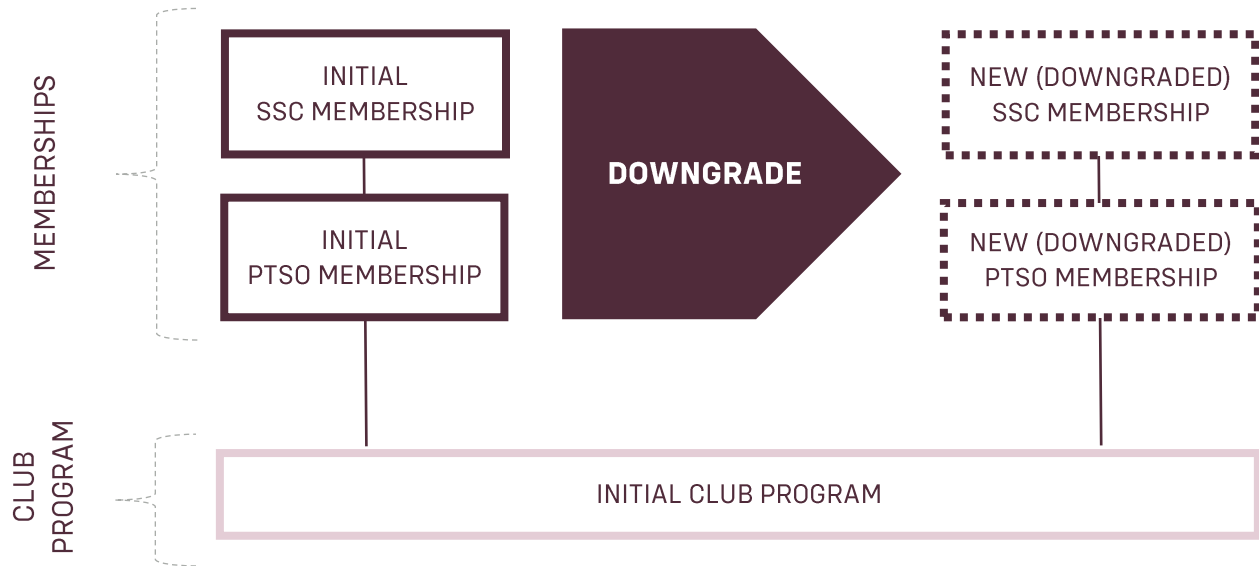 MEMBERSHIPS
INITIAL
SSC MEMBERSHIP
INITIAL
PTSO MEMBERSHIP
DOWNGRADE
NEW (DOWNGRADED)
SSC MEMBERSHIP
NEW (DOWNGRADED)
PTSO MEMBERSHIP
CLUB
PROGRAM
INITIAL CLUB PROGRAM